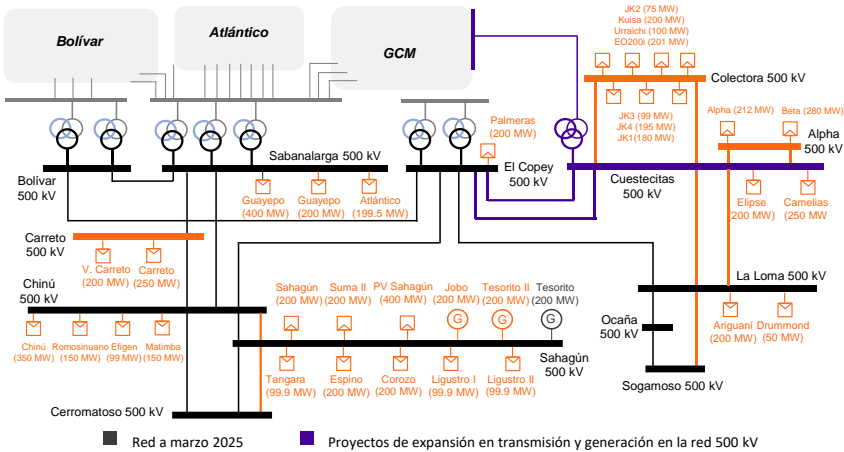 Bolívar
Atlántico
GCM
JK2 (75 MW)
Kuisa (200 MW)
Urraichi (100 MW)
EO200i (201 MW)
Colectora 500 kV
JK3 (99 MW)
JK4 (195 MW)
JK1(180 MW)
Alpha (212 MW)
Beta (280 MW)
Alpha
500 kV
Palmeras
(200 MW)
Sabanalarga 500 kV
El Copey
500 kV
Bolívar
500 kV
Cuestecitas
500 kV
Guayepo
(400 MW)
Guayepo
(200 MW)
Atlántico
(199.5 MW)
Elipse
(200 MW)
Camelias
(250 MW
Carreto
500 kV
V. Carreto
(200 MW)
Carreto
(250 MW)
Chinú
500 kV
Sahagún
(200 MW)
Suma II
(200 MW)
PV Sahagún
(400 MW)
Jobo
(200 MW)
Tesorito II
(200 MW)
Tesorito
(200 MW)
G
G
G
La Loma 500 kV
Ocaña
500 kV
Ariguaní
(200 MW)
Drummond
(50 MW)
Chinú
(350 MW)
Romosinuano
(150 MW)
Efigen
(99 MW)
Matimba
(150 MW)
Sahagún
500 kV
Tangara
(99.9 MW)
Espino
(200 MW)
Corozo
(200 MW)
Ligustro I
(99.9 MW)
Ligustro II
(99.9 MW)
Sogamoso 500 kV
Cerromatoso 500 kV
Red a marzo 2025
Proyectos de expansión en transmisión y generación en la red 500 kV